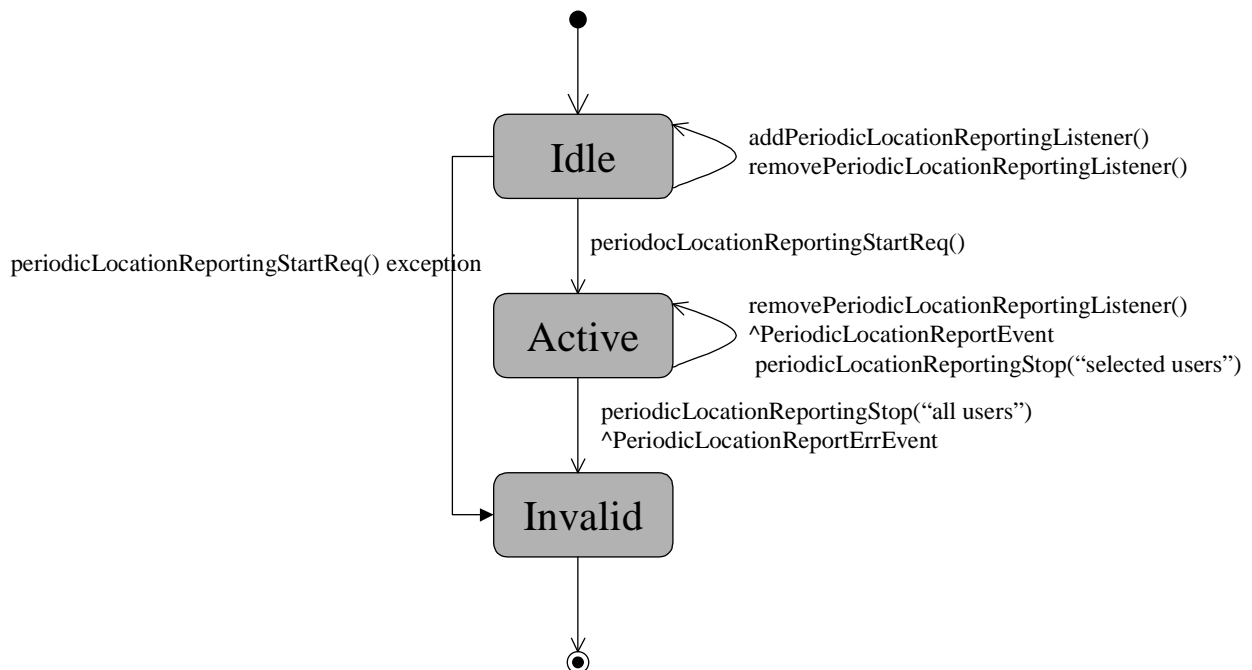 Idle
addPeriodicLocationReportingListener()
removePeriodicLocationReportingListener()
periodocLocationReportingStartReq()
periodicLocationReportingStartReq() exception
Active
removePeriodicLocationReportingListener()
^PeriodicLocationReportEvent
periodicLocationReportingStop(“selected users”)
periodicLocationReportingStop(“all users”)
^PeriodicLocationReportErrEvent
Invalid